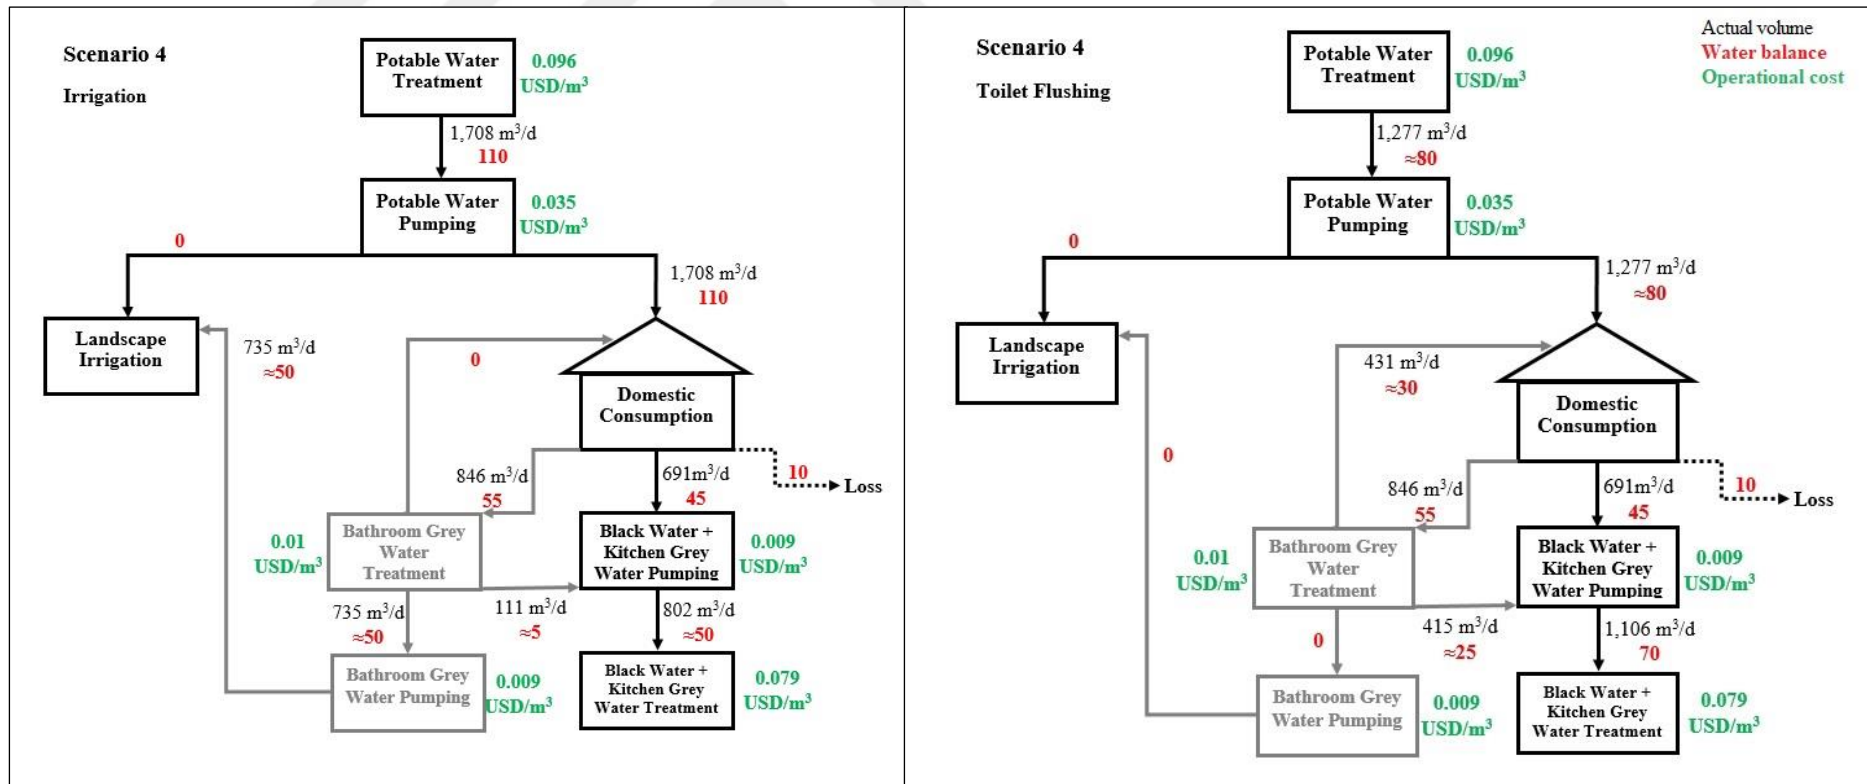 Scenario 4
Irrigation
Potable Water
Treatment
0.096
USD/m³
1,708 m³/d
110
Potable Water
Pumping
0.035
USD/m³
0
1,708 m³/d
110
Landscape
Irrigation
735 m³/d
≈50
0
Domestic
Consumption
846 m³/d
55
691m³/d
45
10
Loss
0.01
USD/m³
Bathroom Grey
Water
Treatment
Black Water +
Kitchen Grey
Water Pumping
0.009
USD/m³
735 m³/d
≈50
111 m³/d
≈5
802 m³/d
≈50
Bathroom Grey
Water Pumping
0.009
USD/m³
Black Water +
Kitchen Grey
Water Treatment
0.079
USD/m³
Scenario 4
Toilet Flushing
Actual volume
Water balance
Operational cost
Potable Water
Treatment
0.096
USD/m³
1,277 m³/d
≈80
Potable Water
Pumping
0.035
USD/m³
0
1,277 m³/d
≈80
Landscape
Irrigation
431 m³/d
≈30
0
Domestic
Consumption
846 m³/d
55
691m³/d
45
10
Loss
0.01
USD/m³
Bathroom Grey
Water
Treatment
Black Water +
Kitchen Grey
Water Pumping
0.009
USD/m³
0
415 m³/d
≈25
1,106 m³/d
70
Bathroom Grey
Water Pumping
0.009
USD/m³
Black Water +
Kitchen Grey
Water Treatment
0.079
USD/m³